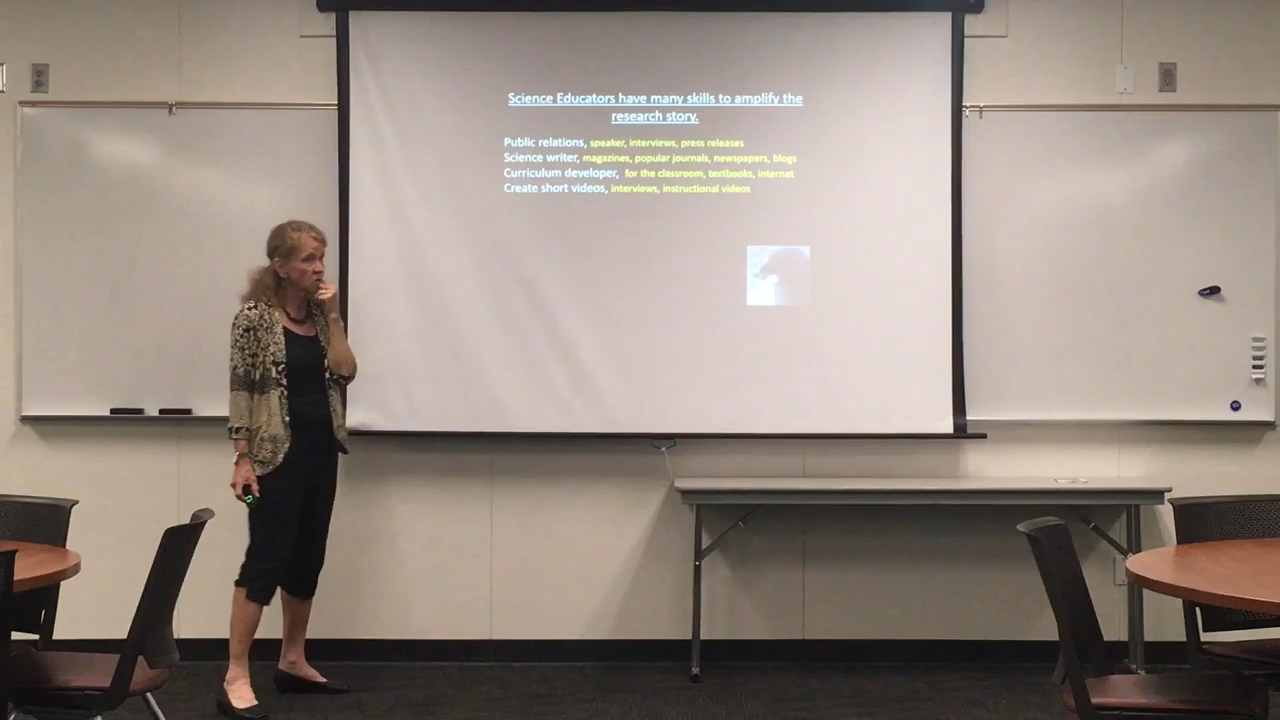 Science Educators have many skills to amplify the
research story.
Public relations, speaker, interviews, press releases
Science writer, magazines, popular journals, newspapers, blogs
Curriculum developer, for the classroom, textbooks, internet
Create short videos, interviews, instructional videos